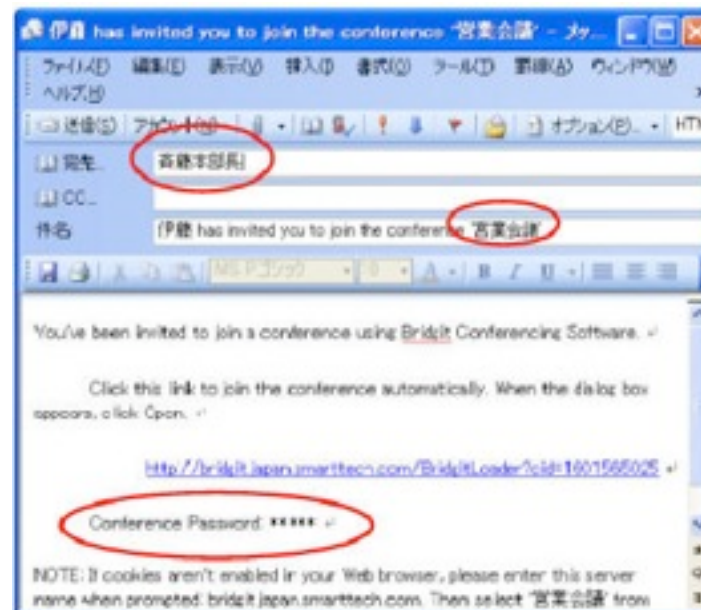 伊藤 has invited you to join the conference '営業会議' - メッ...
ファイル(F) 編集(E) 表示(V) 挿入(I) 書式(O) ツール(T) 罫線(A) ウィンドウ(W)
ヘルプ(H)
送信(S) アカウント(N) オプション(P)... HTM
宛先...
斉藤本部長
CC...
件名
伊藤 has invited you to join the conference '営業会議'
MS Pゴシック 10 A B I U
You've been invited to join a conference using Bridgit Conferencing Software.
Click this link to join the conference automatically. When the dialog box
appears, click Open.
http://bridgit.japan.smarttech.com/BridgitLoader?cid=1601565025
Conference Password: *****
NOTE: If cookies aren't enabled in your Web browser, please enter this server
name when prompted: bridgit.japan.smarttech.com. Then select '営業会議' from